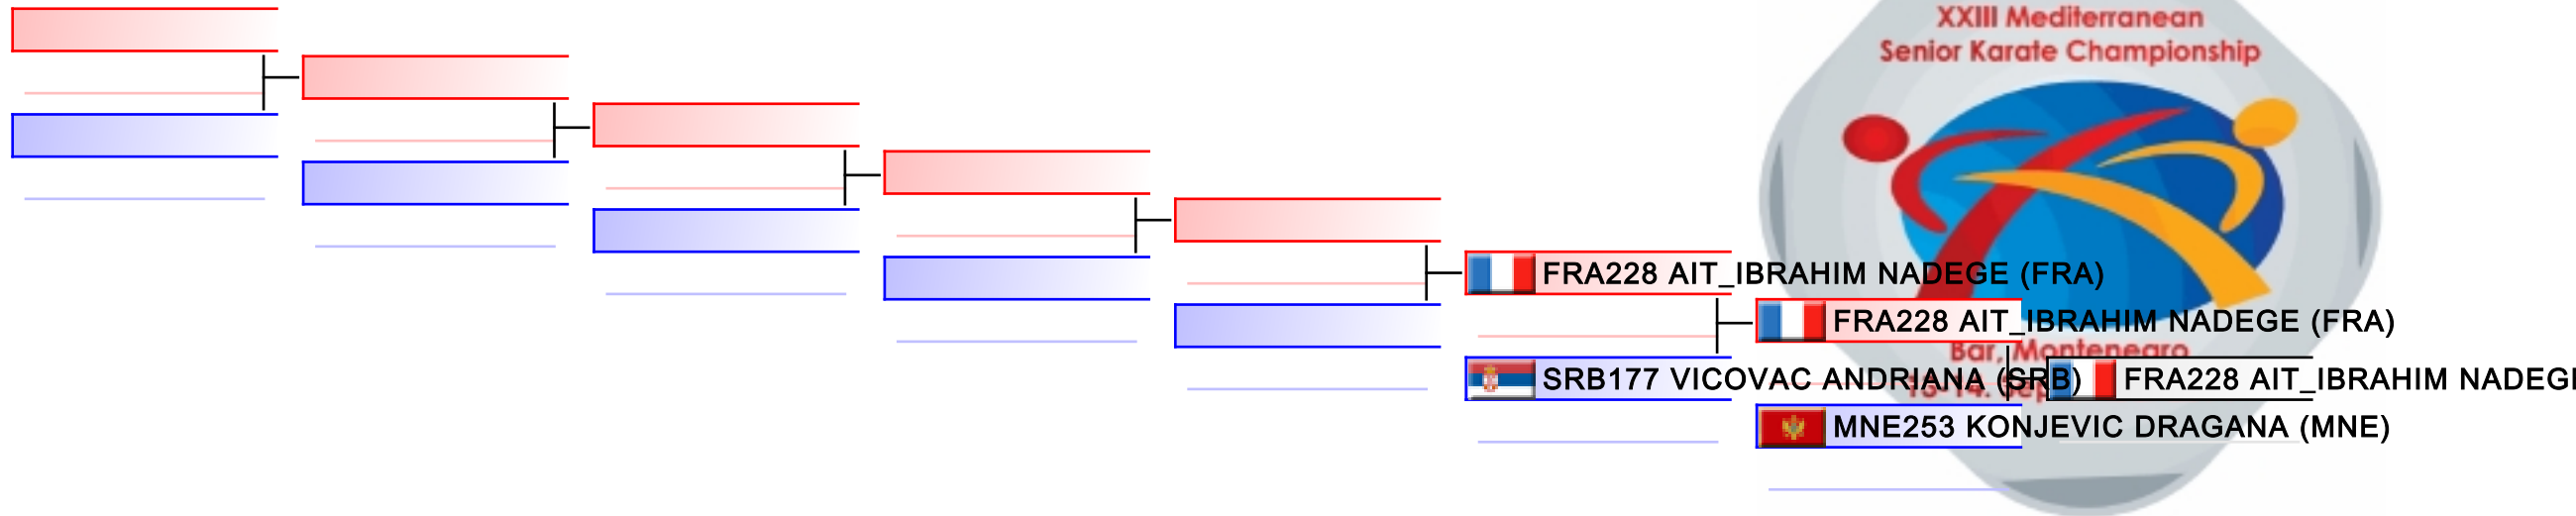 XXIII Mediterranean
Senior Karate Championship
FRA228 AIT_IBRAHIM NADEGE (FRA)
FRA228 AIT_IBRAHIM NADEGE (FRA)
Bar, Montenegro
SRB177 VICOVAC ANDRIANA (SRB)
FRA228 AIT_IBRAHIM NADEG
MNE253 KONJEVIC DRAGANA (MNE)